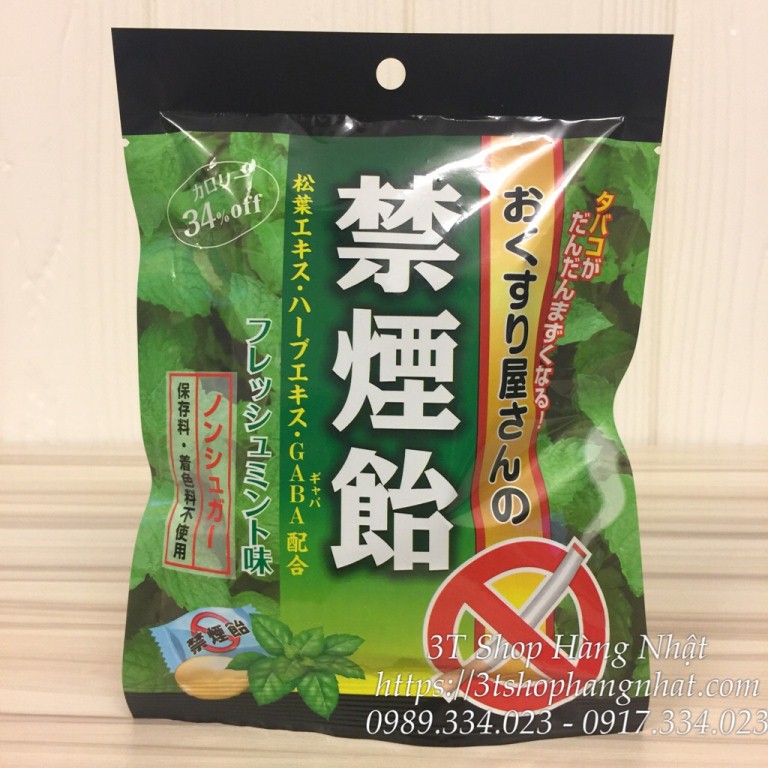 タバコが
だんだんまずくなる!
おくすり屋さんの
禁煙飴
松葉エキス・ハーブエキス・GABA配合
ギャバ
カロリー
34%off
フレッシュミント味
ノンシュガー
保存料・着色料不使用
禁煙飴
3T Shop Hàng Nhật
https://3tshophangnhat.com
0989.334.023 - 0917.334.023